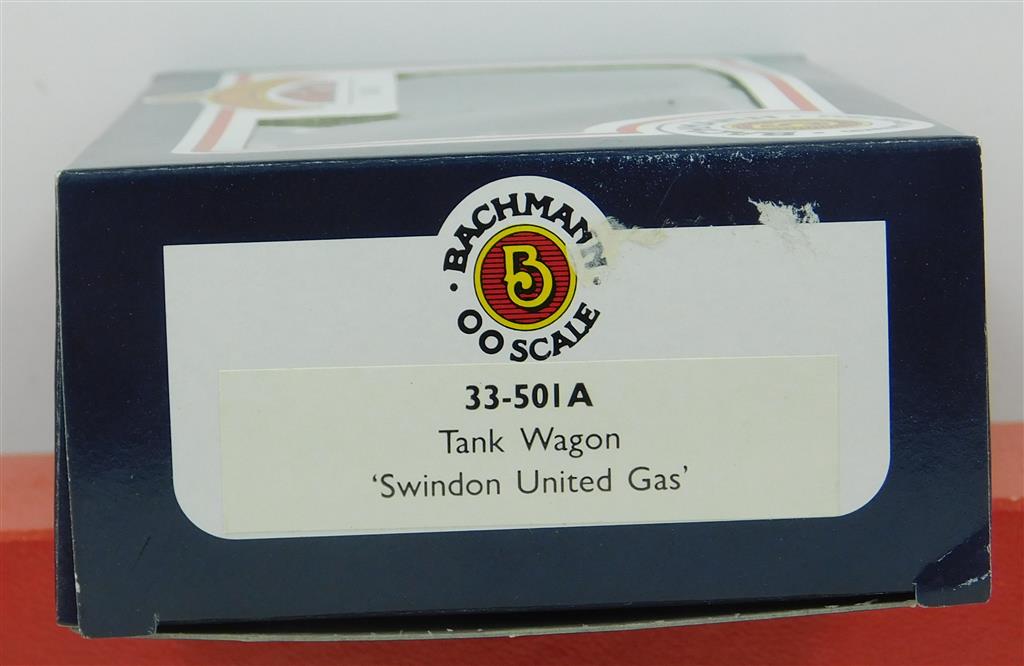 BACHMANN
B
OO SCALE
33-501A
Tank Wagon
‘Swindon United Gas’